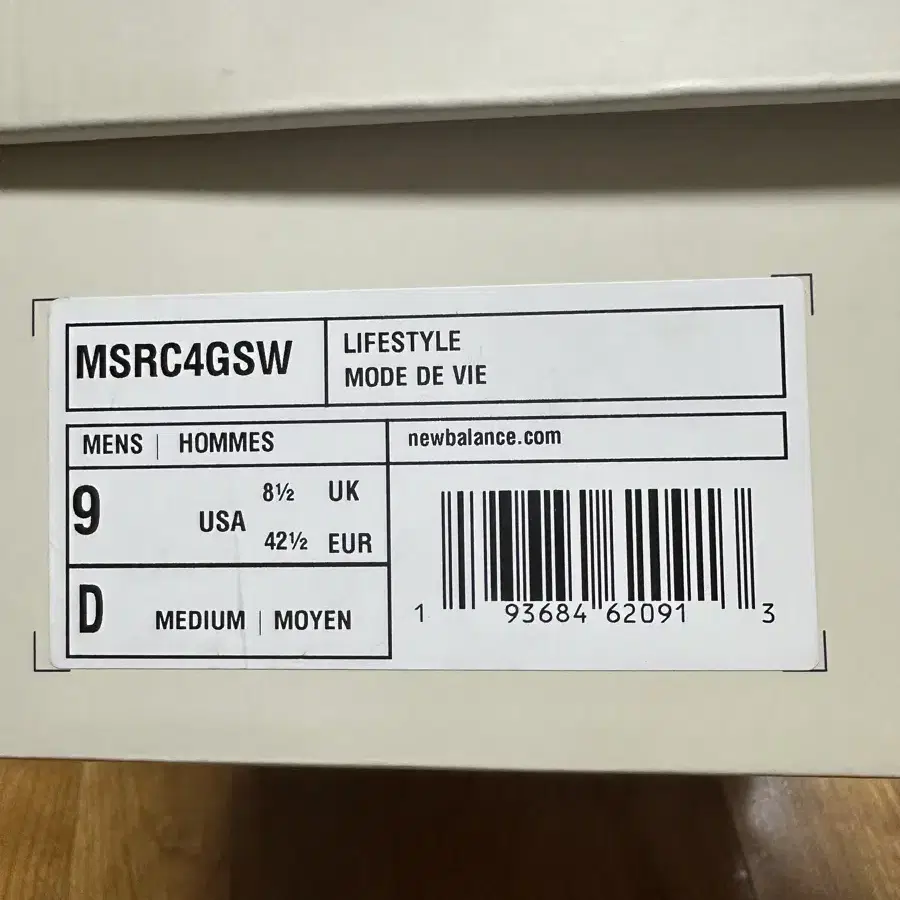 MSRC4GSW
LIFESTYLE
MODE DE VIE
MENS | HOMMES
newbalance.com
9 USA
8½ UK
42½ EUR
D MEDIUM | MOYEN
1 93684 62091 3